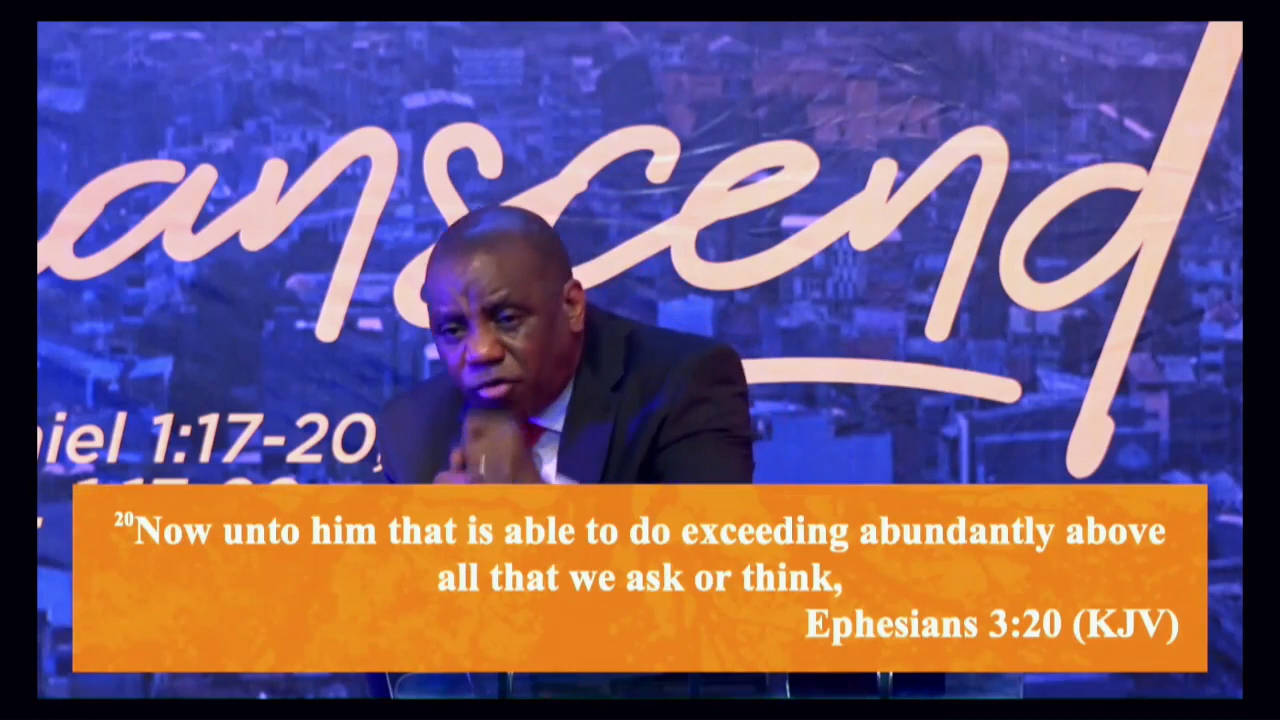 anscend
iel 1:17-20,
²⁰Now unto him that is able to do exceeding abundantly above
all that we ask or think,
Ephesians 3:20 (KJV)